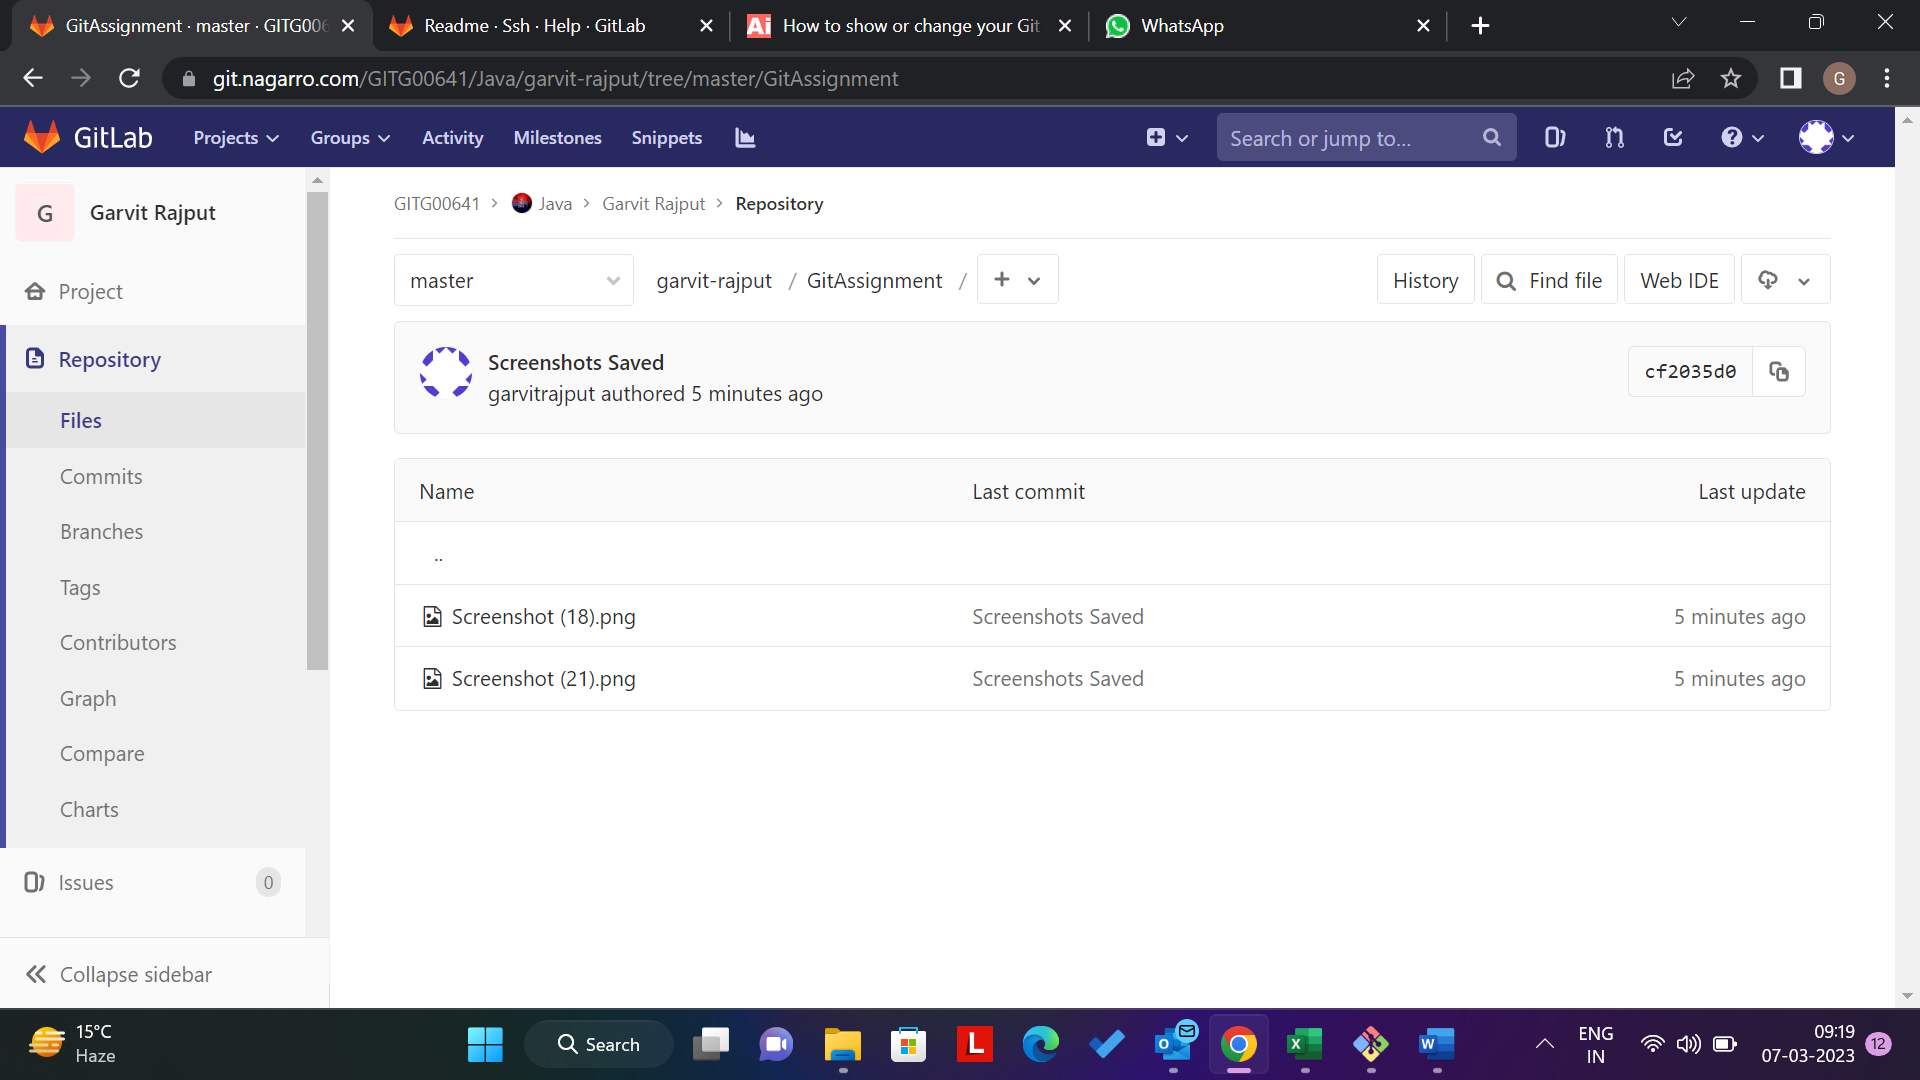 GitAssignment · master · GITG006
Readme · Ssh · Help · GitLab
How to show or change your Git
WhatsApp
git.nagarro.com/GITG00641/Java/garvit-rajput/tree/master/GitAssignment
G
GitLab
Projects
Groups
Activity
Milestones
Snippets
Search or jump to...
G
Garvit Rajput
Project
Repository
Files
Commits
Branches
Tags
Contributors
Graph
Compare
Charts
Issues
0
Collapse sidebar
GITG00641 > Java > Garvit Rajput > Repository
master
garvit-rajput / GitAssignment / +
History
Find file
Web IDE
Screenshots Saved
garvitrajput authored 5 minutes ago
cf2035d0
Name Last commit Last update
..
Screenshot (18).png Screenshots Saved 5 minutes ago
Screenshot (21).png Screenshots Saved 5 minutes ago
15°C
Haze
Search
ENG
IN
09:19
07-03-2023
12